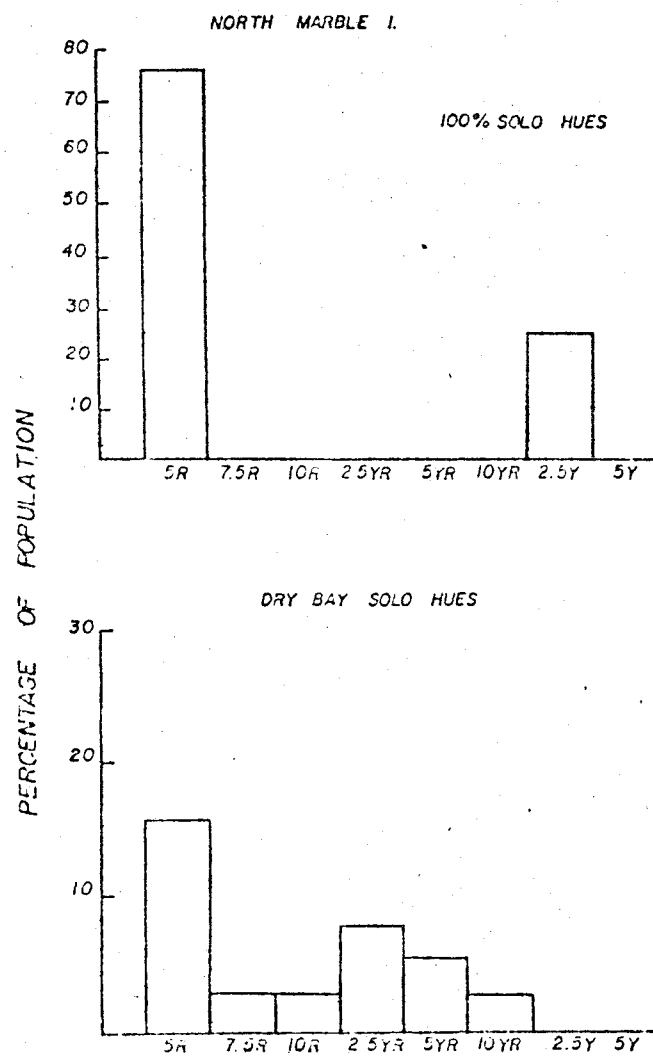 NORTH MARBLE I.
80
70
60
50
40
30
20
10
100% SOLO HUES
5R 7.5R 10R 2.5YR 5YR 10YR 2.5Y 5Y
PERCENTAGE OF POPULATION
DRY BAY SOLO HUES
30
20
10
5R 7.5R 10R 2.5YR 5YR 10YR 2.5Y 5Y